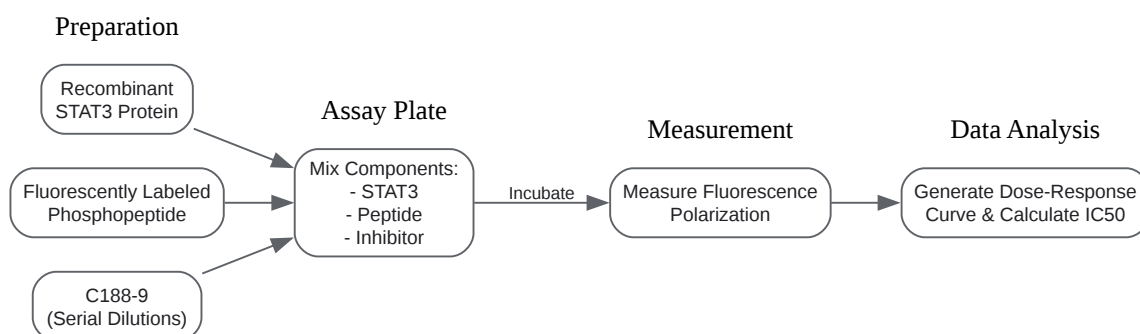 Preparation
Recombinant
STAT3 Protein
Fluorescently Labeled
Phosphopeptide
C188-9
(Serial Dilutions)
Assay Plate
Mix Components:
- STAT3
- Peptide
- Inhibitor
Incubate
Measurement
Measure Fluorescence
Polarization
Data Analysis
Generate Dose-Response
Curve & Calculate IC50